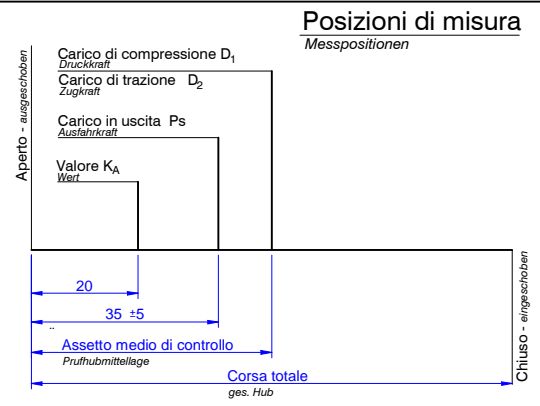 Posizioni di misura
Messpositionen
Aperto - ausgeschoben
Carico di compressione D1
Druckkraft
Carico di trazione D2
Zugkraft
Carico in uscita Ps
Ausfahrkraft
Valore KA
Wert
20
35 ±5
Assetto medio di controllo
Prufhubmittellage
Corsa totale
ges. Hub
Chiuso - eingeschoben